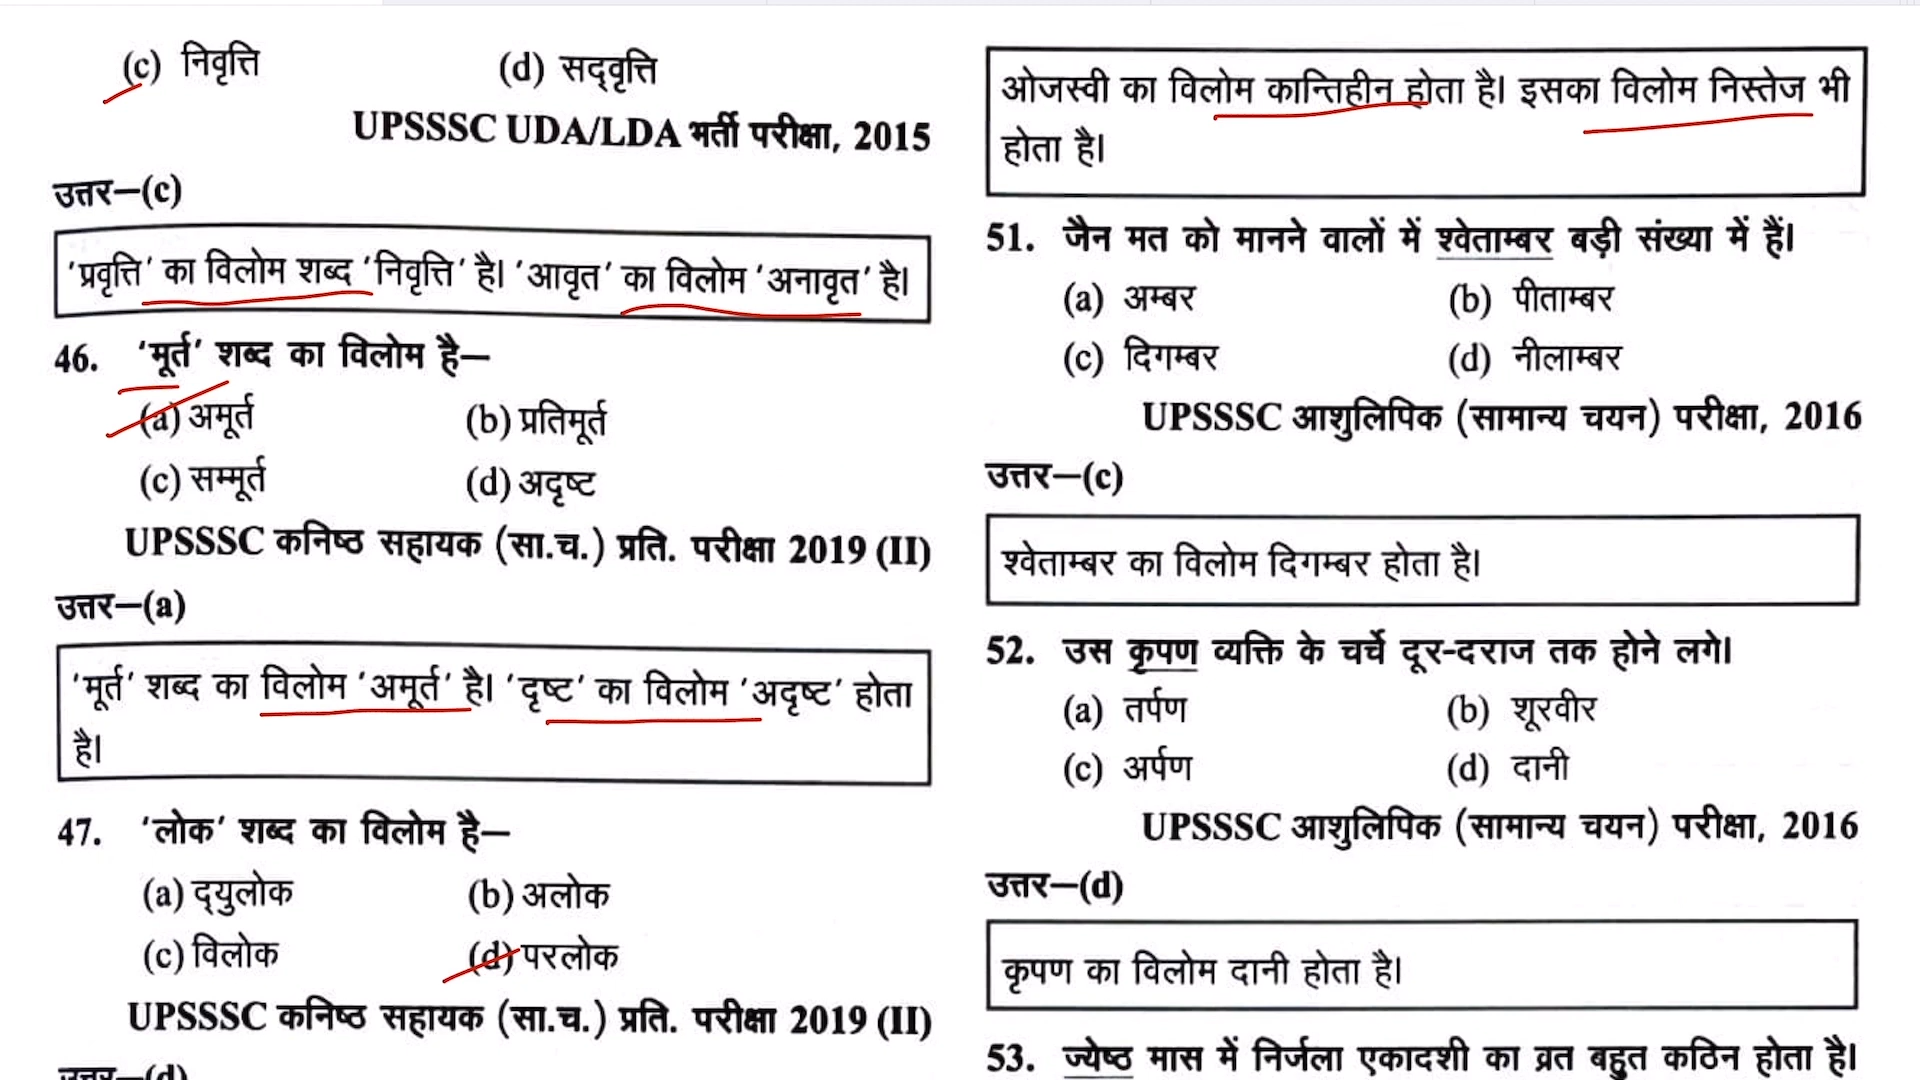 (c) निवृत्ति (d) सद्वृत्ति
UPSSSC UDA/LDA भर्ती परीक्षा, 2015
उत्तर–(c)
'प्रवृत्ति' का विलोम शब्द 'निवृत्ति' है। 'आवृत' का विलोम 'अनावृत' है।
46. 'मूर्त' शब्द का विलोम है–
(a) अमूर्त (b) प्रतिमूर्त
(c) सम्मूर्त (d) अदृष्ट
UPSSSC कनिष्ठ सहायक (सा.च.) प्रति. परीक्षा 2019 (II)
उत्तर–(a)
'मूर्त' शब्द का विलोम 'अमूर्त' है। 'दृष्ट' का विलोम 'अदृष्ट' होता
है।
47. 'लोक' शब्द का विलोम है–
(a) द्युलोक (b) अलोक
(c) विलोक (d) परलोक
UPSSSC कनिष्ठ सहायक (सा.च.) प्रति. परीक्षा 2019 (II)
उत्तर–(d)
ओजस्वी का विलोम कान्तिहीन होता है। इसका विलोम निस्तेज भी
होता है।
51. जैन मत को मानने वालों में श्वेताम्बर बड़ी संख्या में हैं।
(a) अम्बर (b) पीताम्बर
(c) दिगम्बर (d) नीलाम्बर
UPSSSC आशुलिपिक (सामान्य चयन) परीक्षा, 2016
उत्तर–(c)
श्वेताम्बर का विलोम दिगम्बर होता है।
52. उस कृपण व्यक्ति के चर्चे दूर-दराज तक होने लगे।
(a) तर्पण (b) शूरवीर
(c) अर्पण (d) दानी
UPSSSC आशुलिपिक (सामान्य चयन) परीक्षा, 2016
उत्तर–(d)
कृपण का विलोम दानी होता है।
53. ज्येष्ठ मास में निर्जला एकादशी का व्रत बहुत कठिन होता है।